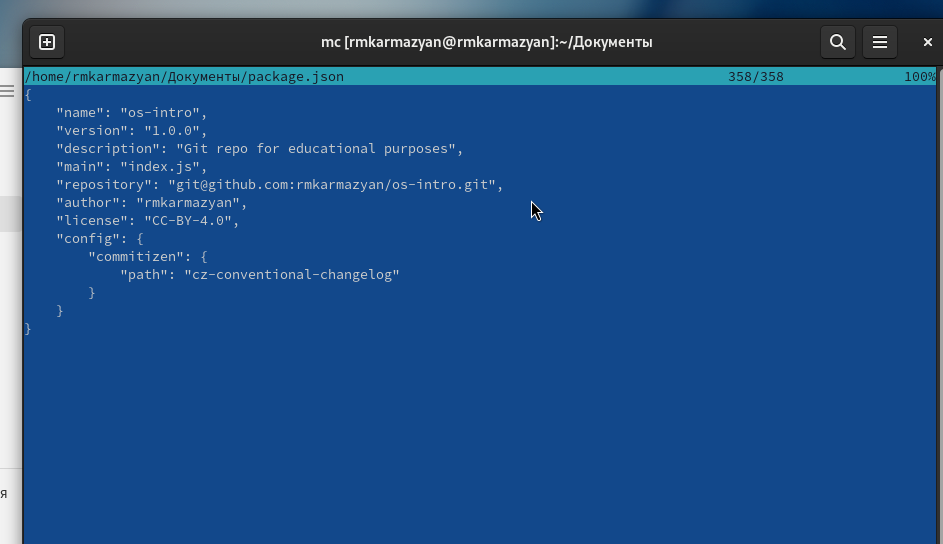 mc [rmkarmazyan@rmkarmazyan]:~/Документы
/home/rmkarmazyan/Документы/package.json 358/358 100%
{
    "name": "os-intro",
    "version": "1.0.0",
    "description": "Git repo for educational purposes",
    "main": "index.js",
    "repository": "git@github.com:rmkarmazyan/os-intro.git",
    "author": "rmkarmazyan",
    "license": "CC-BY-4.0",
    "config": {
        "commitizen": {
            "path": "cz-conventional-changelog"
        }
    }
}
я